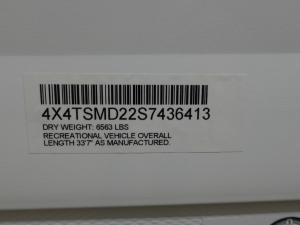 4X4TSMD22S7436413
DRY WEIGHT: 6563 LBS
RECREATIONAL VEHICLE OVERALL
LENGTH 33'7" AS MANUFACTURED.